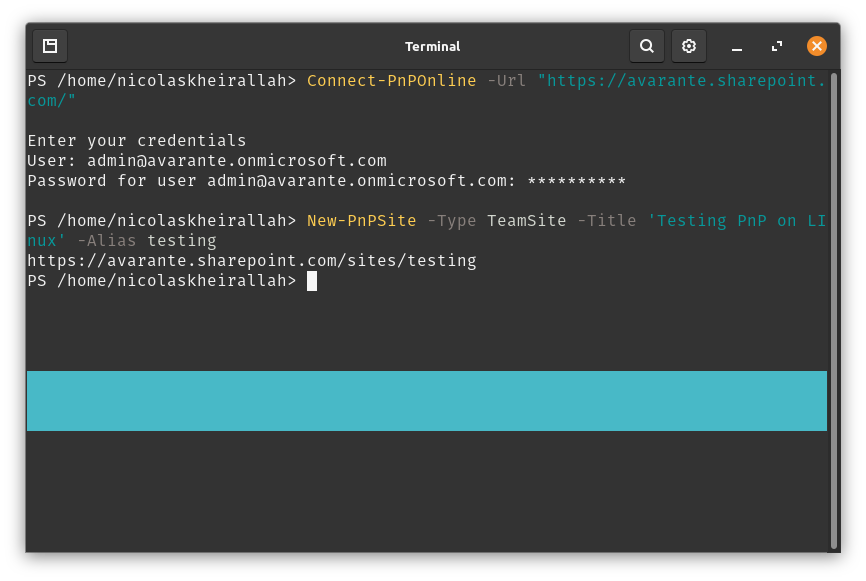 Terminal
PS /home/nicolaskheirallah> Connect-PnPOnline -Url "https://avarante.sharepoint.
com/"
Enter your credentials
User: admin@avarante.onmicrosoft.com
Password for user admin@avarante.onmicrosoft.com: **********
PS /home/nicolaskheirallah> New-PnPSite -Type TeamSite -Title 'Testing PnP on LI
nux' -Alias testing
https://avarante.sharepoint.com/sites/testing
PS /home/nicolaskheirallah>